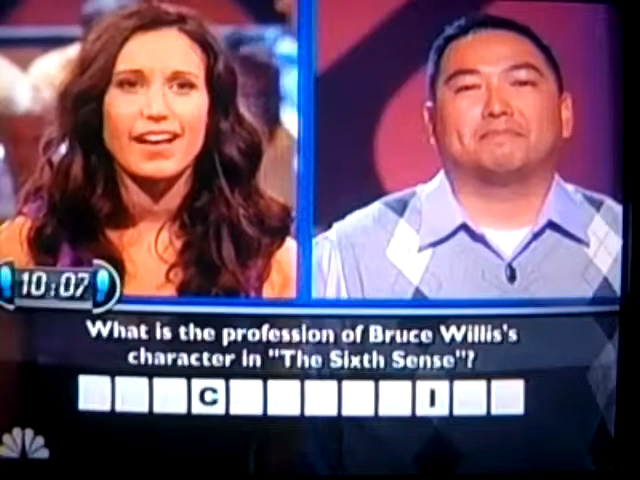 10:07
What is the profession of Bruce Willis's
character in "The Sixth Sense"?
C I